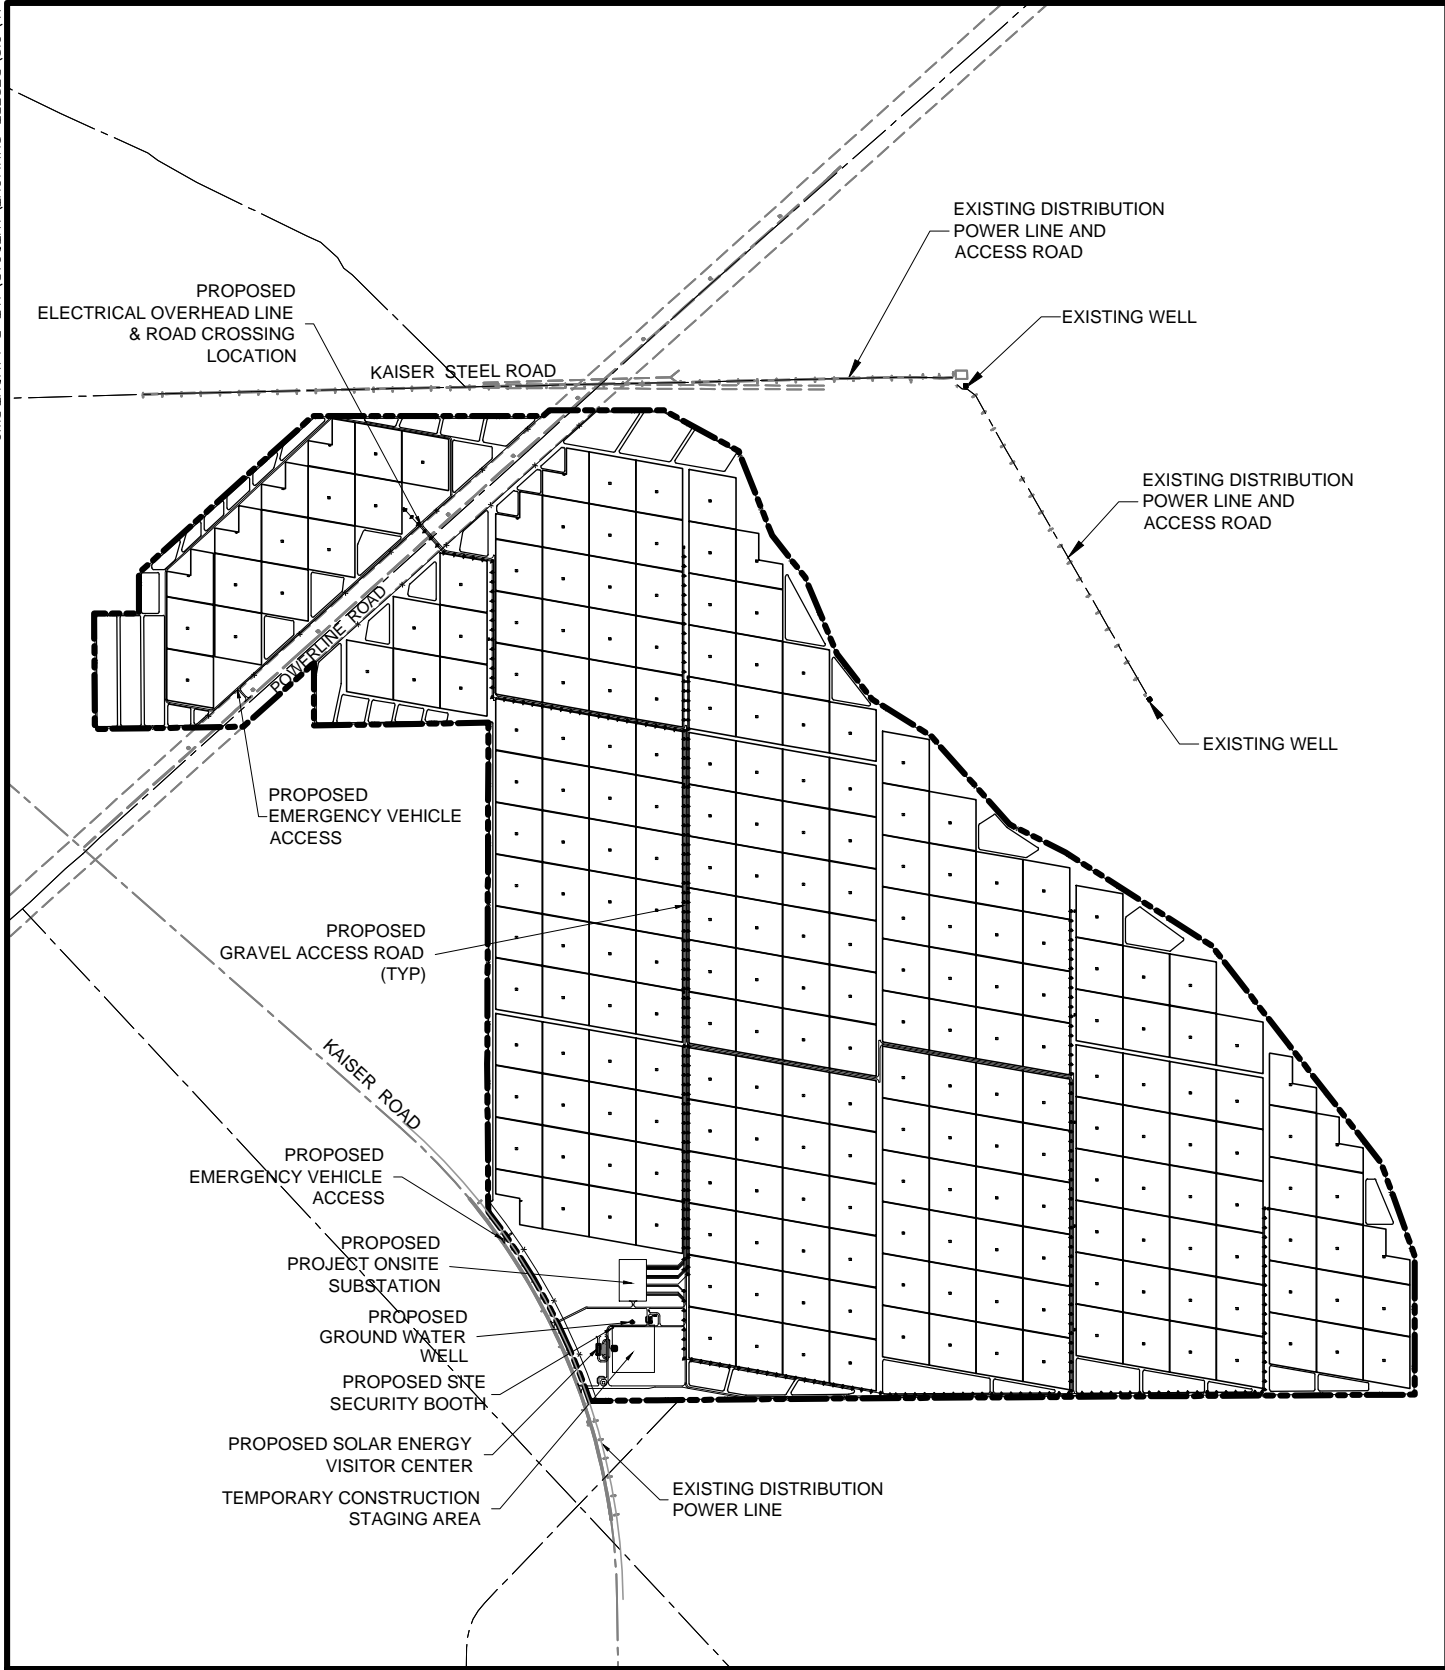 EXISTING DISTRIBUTION
POWER LINE AND
ACCESS ROAD
PROPOSED
ELECTRICAL OVERHEAD LINE
& ROAD CROSSING
LOCATION
EXISTING WELL
KAISER STEEL ROAD
EXISTING DISTRIBUTION
POWER LINE AND
ACCESS ROAD
POWERLINE ROAD
EXISTING WELL
PROPOSED
EMERGENCY VEHICLE
ACCESS
PROPOSED
GRAVEL ACCESS ROAD
(TYP)
KAISER ROAD
PROPOSED
EMERGENCY VEHICLE
ACCESS
PROPOSED
PROJECT ONSITE
SUBSTATION
PROPOSED
GROUND WATER
WELL
PROPOSED SITE
SECURITY BOOTH
PROPOSED SOLAR ENERGY
VISITOR CENTER
TEMPORARY CONSTRUCTION
STAGING AREA
EXISTING DISTRIBUTION
POWER LINE